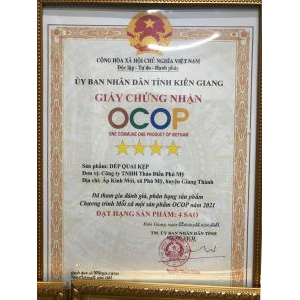 CỘNG HÒA XÃ HỘI CHỦ NGHĨA VIỆT NAM
Độc lập - Tự do - Hạnh phúc
ỦY BAN NHÂN DÂN TỈNH KIÊN GIANG
GIẤY CHỨNG NHẬN
OCOP
ONE COMMUNE ONE PRODUCT OF VIETNAM
Sản phẩm: DÉP QUAI KẸP
Đơn vị: Công ty TNHH Thảo Điền Phú Mỹ
Địa chỉ: Ấp Kinh Mới, xã Phú Mỹ, huyện Giang Thành
Đã tham gia đánh giá, phân hạng sản phẩm
Chương trình Mỗi xã một sản phẩm OCOP năm 2021
ĐẠT HẠNG SẢN PHẨM: 4 SAO
Kiên Giang, ngày
TM. ỦY BAN NHÂN DÂN TỈNH